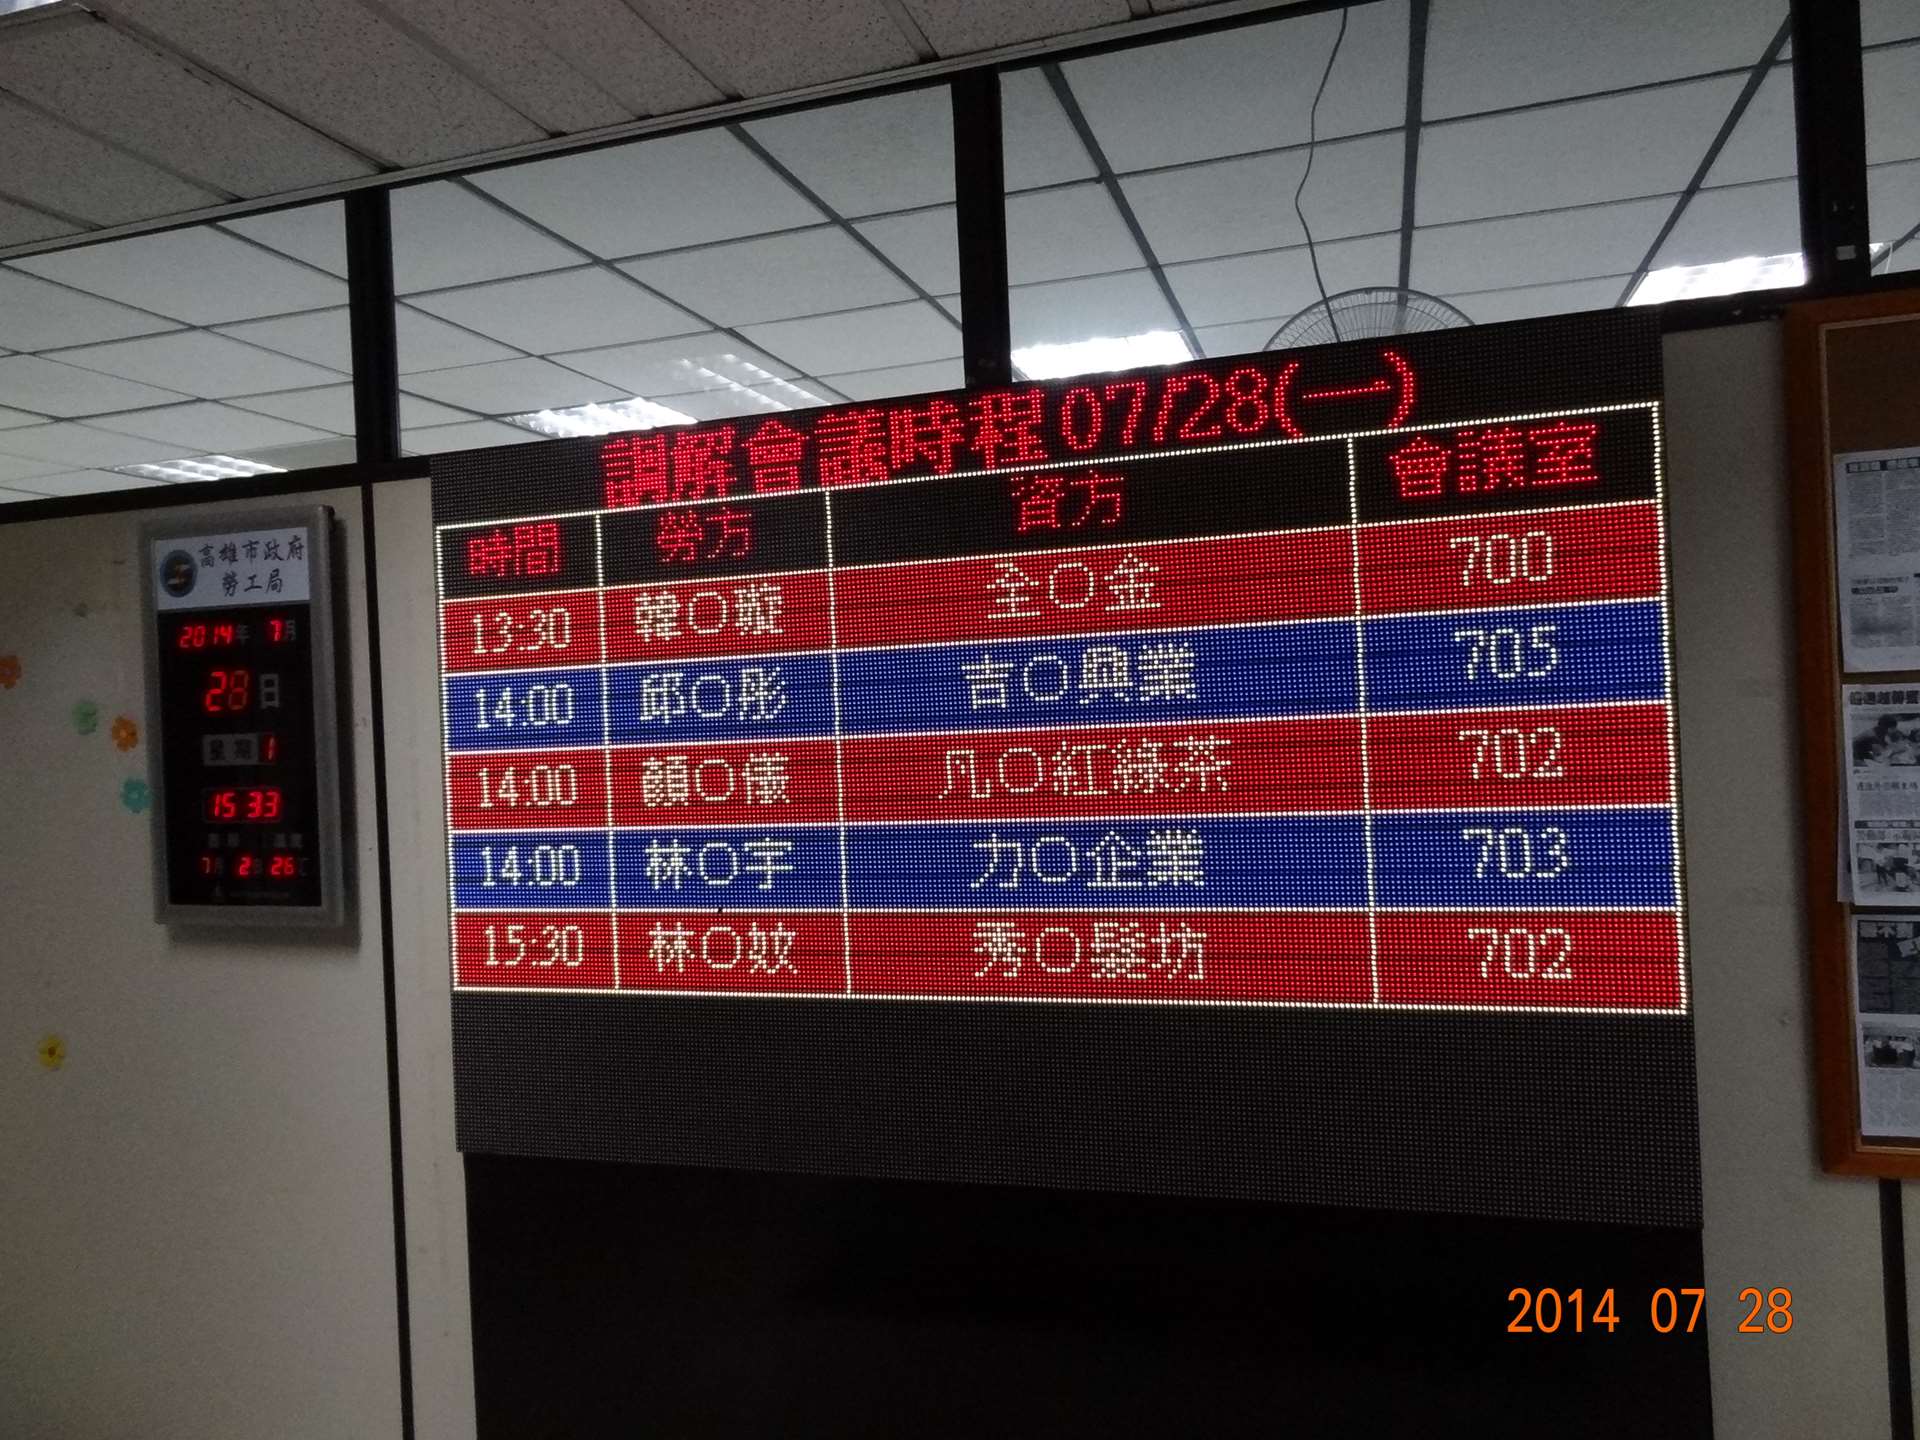 調解會議時程07/28(一)
時間 勞方 資方 會議室
13:30 韓○璇 全○金 700
14:00 邱○彤 吉○興業 705
14:00 顏○儀 凡○紅綠茶 702
14:00 林○宇 力○企業 703
15:30 林○妏 秀○髮坊 702
高雄市政府
勞工局
2014年 7月
28日
星期 1
15 33
7月 2 26℃
2014 07 28